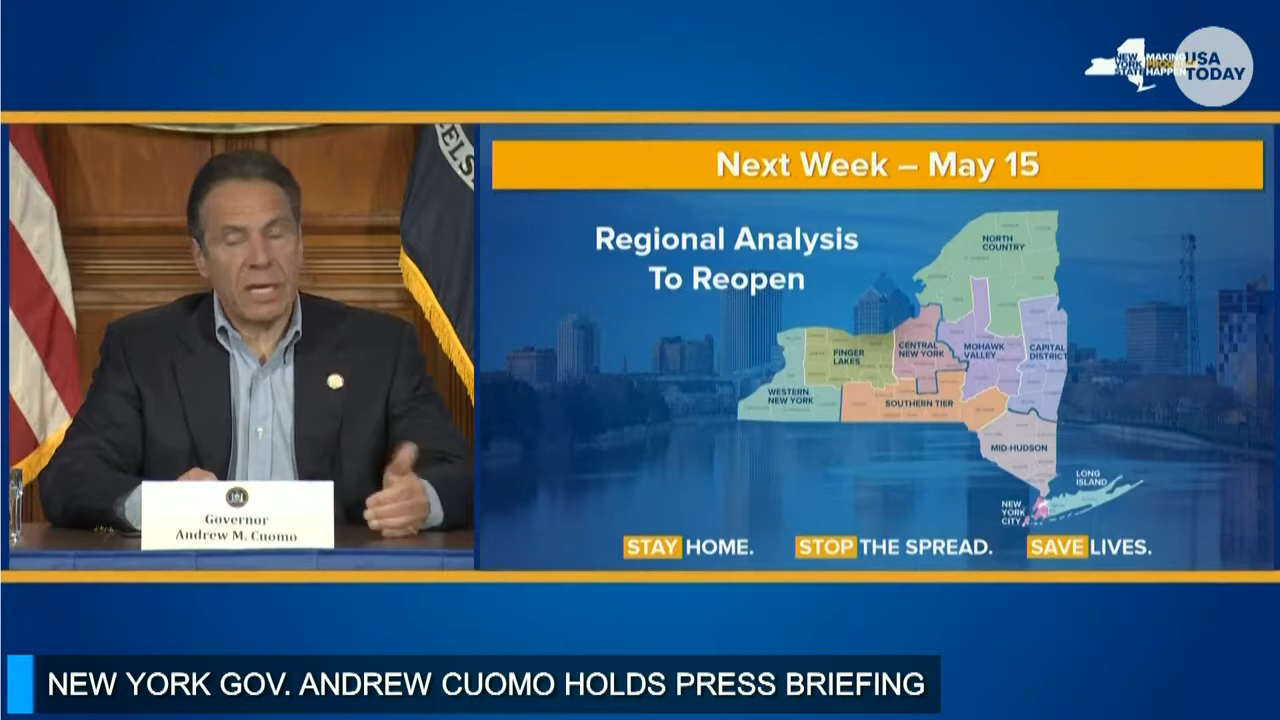 NEW
YORK
STATE
MAKING
HAPPEN
USA
TODAY
ELS
Next Week – May 15
Regional Analysis
To Reopen
NORTH
COUNTRY
FINGER
LAKES
CENTRAL
NEW YORK
MOHAWK
VALLEY
CAPITAL
DISTRICT
WESTERN
NEW YORK
SOUTHERN TIER
MID-HUDSON
LONG
ISLAND
NEW
YORK
CITY
Governor
Andrew M. Cuomo
STAY HOME. STOP THE SPREAD. SAVE LIVES.
NEW YORK GOV. ANDREW CUOMO HOLDS PRESS BRIEFING